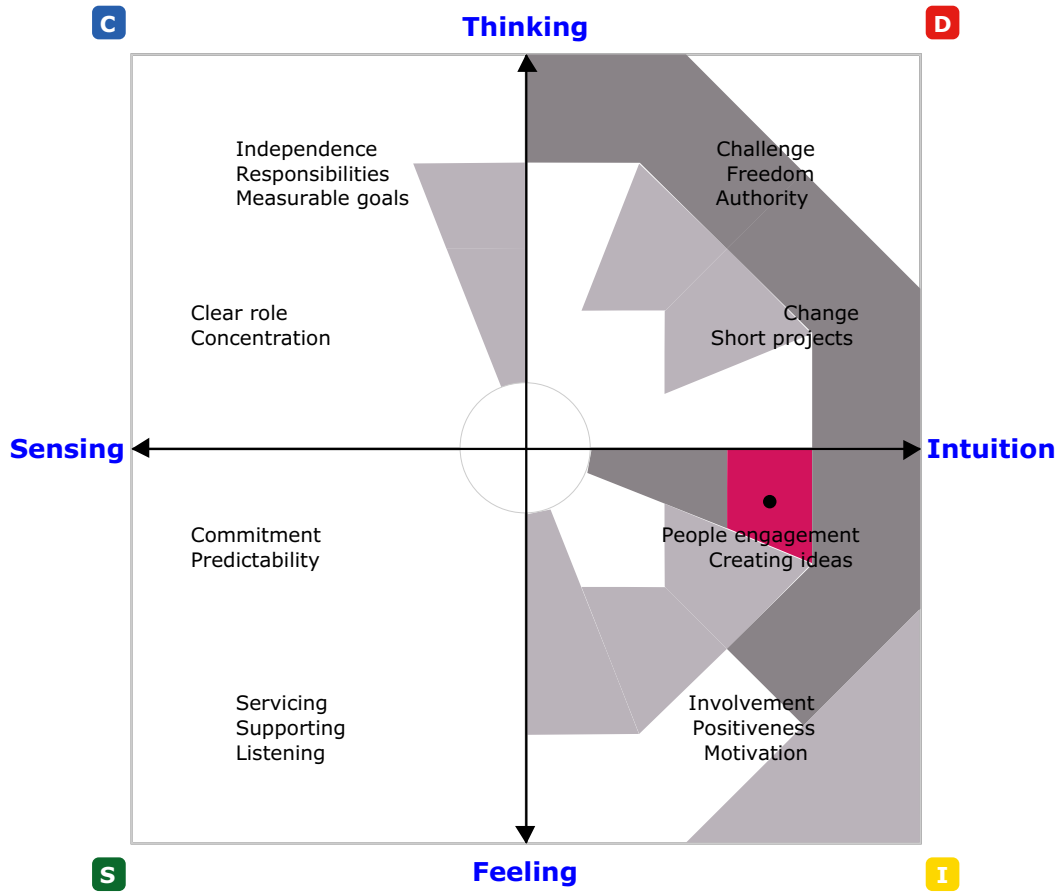 C
Thinking
D
Independence
Responsibilities
Measurable goals
Challenge
Freedom
Authority
Clear role
Concentration
Change
Short projects
Sensing
Intuition
Commitment
Predictability
People engagement
Creating ideas
Servicing
Supporting
Listening
Involvement
Positiveness
Motivation
S
Feeling
I